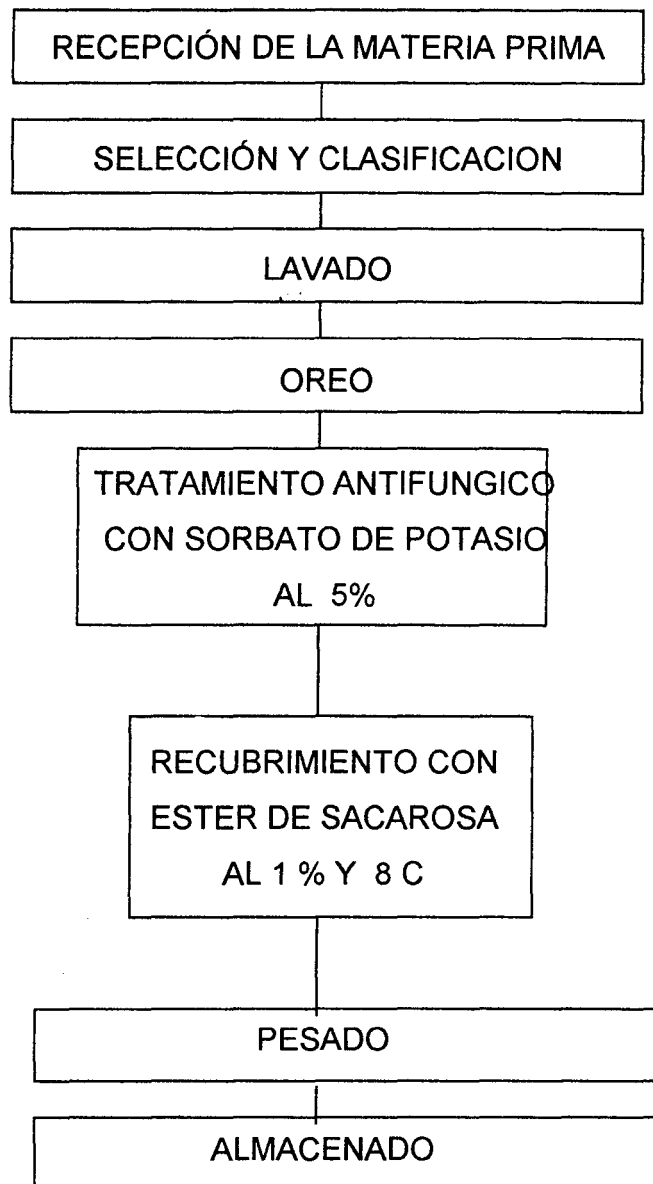 RECEPCIÓN DE LA MATERIA PRIMA
SELECCIÓN Y CLASIFICACION
LAVADO
OREO
TRATAMIENTO ANTIFUNGICO
CON SORBATO DE POTASIO
AL 5%
RECUBRIMIENTO CON
ESTER DE SACAROSA
AL 1 % Y 8 C
PESADO
ALMACENADO